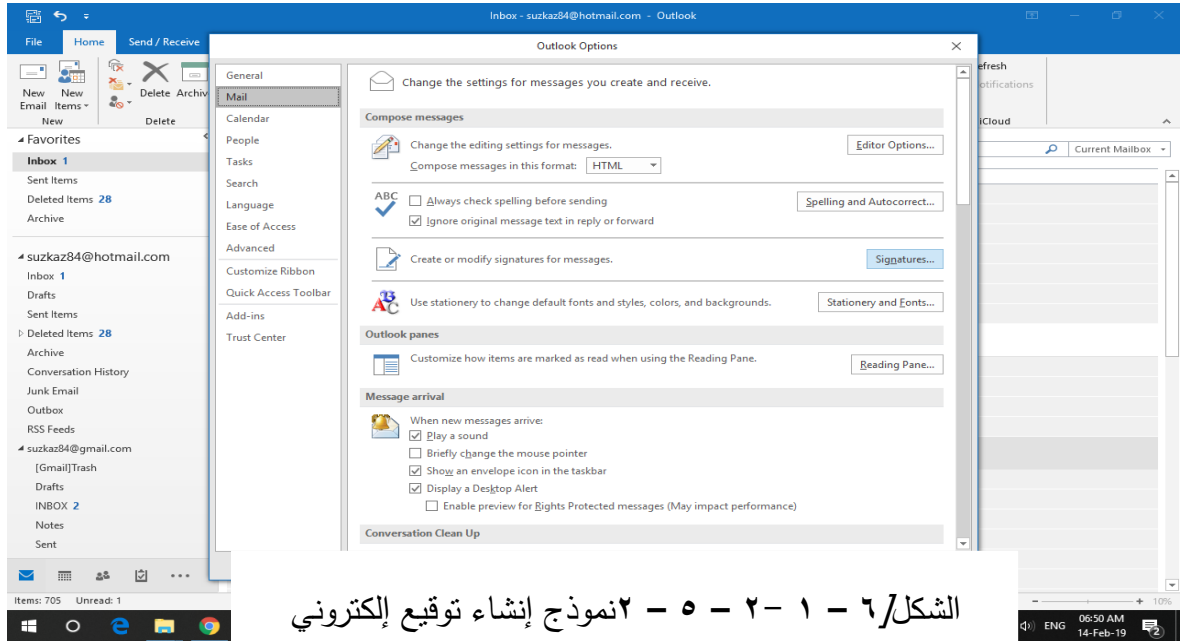 Inbox - suzkaz84@hotmail.com - Outlook
File Home Send / Receive
Outlook Options
New Email
New Items
Delete Archiv
New
Delete
efresh
otifications
iCloud
Favorites
Inbox 1
Sent Items
Deleted Items 28
Archive
suzkaz84@hotmail.com
Inbox 1
Drafts
Sent Items
Deleted Items 28
Archive
Conversation History
Junk Email
Outbox
RSS Feeds
suzkaz84@gmail.com
[Gmail]Trash
Drafts
INBOX 2
Notes
Sent
General
Mail
Calendar
People
Tasks
Search
Language
Ease of Access
Advanced
Customize Ribbon
Quick Access Toolbar
Add-ins
Trust Center
Change the settings for messages you create and receive.
Compose messages
Change the editing settings for messages.
Editor Options...
Compose messages in this format: HTML
ABC
Always check spelling before sending
Spelling and Autocorrect...
Ignore original message text in reply or forward
Create or modify signatures for messages.
Signatures...
ABC
Use stationery to change default fonts and styles, colors, and backgrounds.
Stationery and Fonts...
Outlook panes
Customize how items are marked as read when using the Reading Pane.
Reading Pane...
Message arrival
When new messages arrive:
Play a sound
Briefly change the mouse pointer
Show an envelope icon in the taskbar
Display a Desktop Alert
Enable preview for Rights Protected messages (May impact performance)
Conversation Clean Up
Current Mailbox
Items: 705 Unread: 1
10%
الشكل/٦ – ١ –٢ – ٥ – ٢نموذج إنشاء توقيع إلكتروني
ENG
06:50 AM
14-Feb-19
2